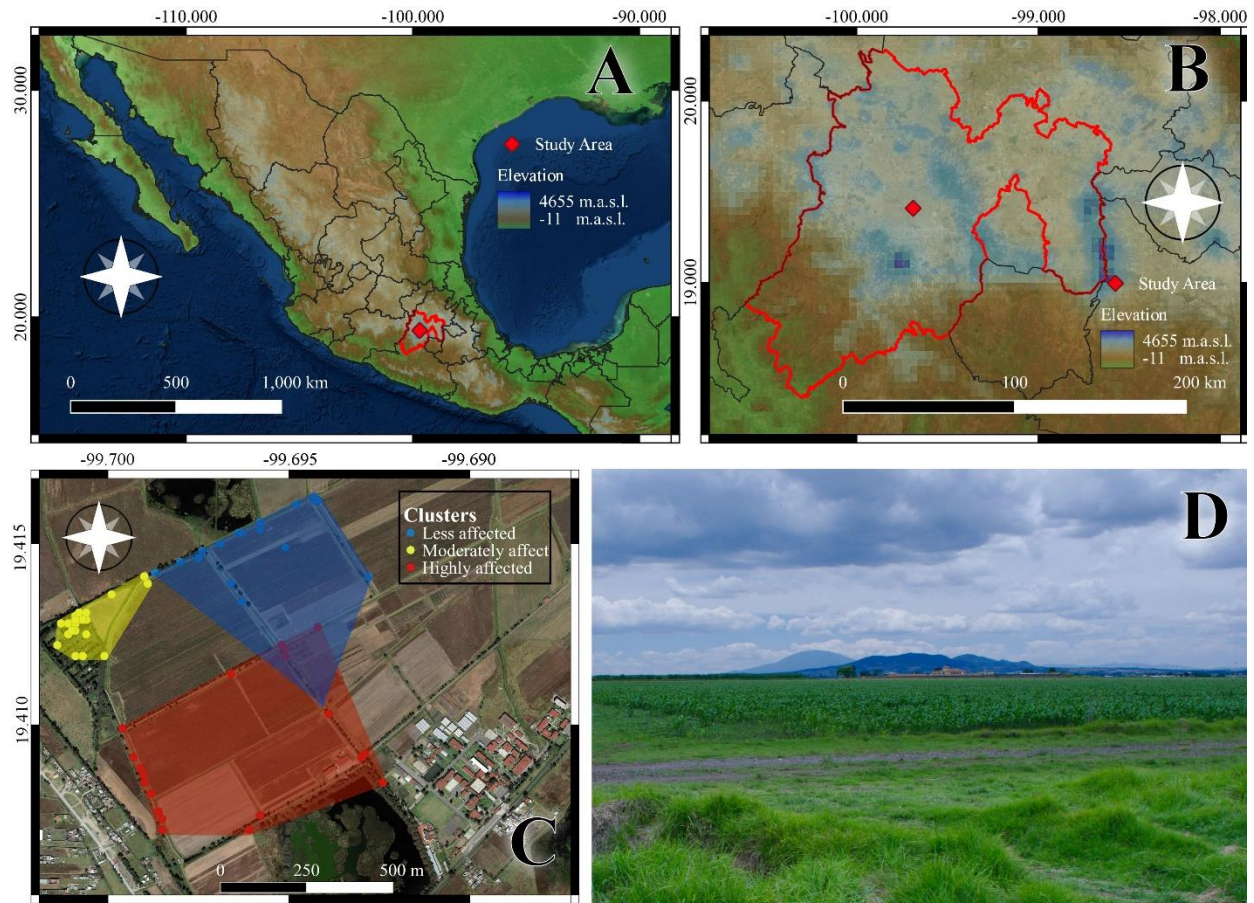 -110.000
-100.000
-90.000
30.000
20.000
A
Study Area
Elevation
4655 m.a.s.l.
-11 m.a.s.l.
0
500
1,000 km
-100.000
-99.000
-98.000
20.000
19.000
B
Study Area
Elevation
4655 m.a.s.l.
-11 m.a.s.l.
0
100
200 km
-99.700
-99.695
-99.690
19.415
19.410
Clusters
Less affected
Moderately affect
Highly affected
C
0
250
500 m
D